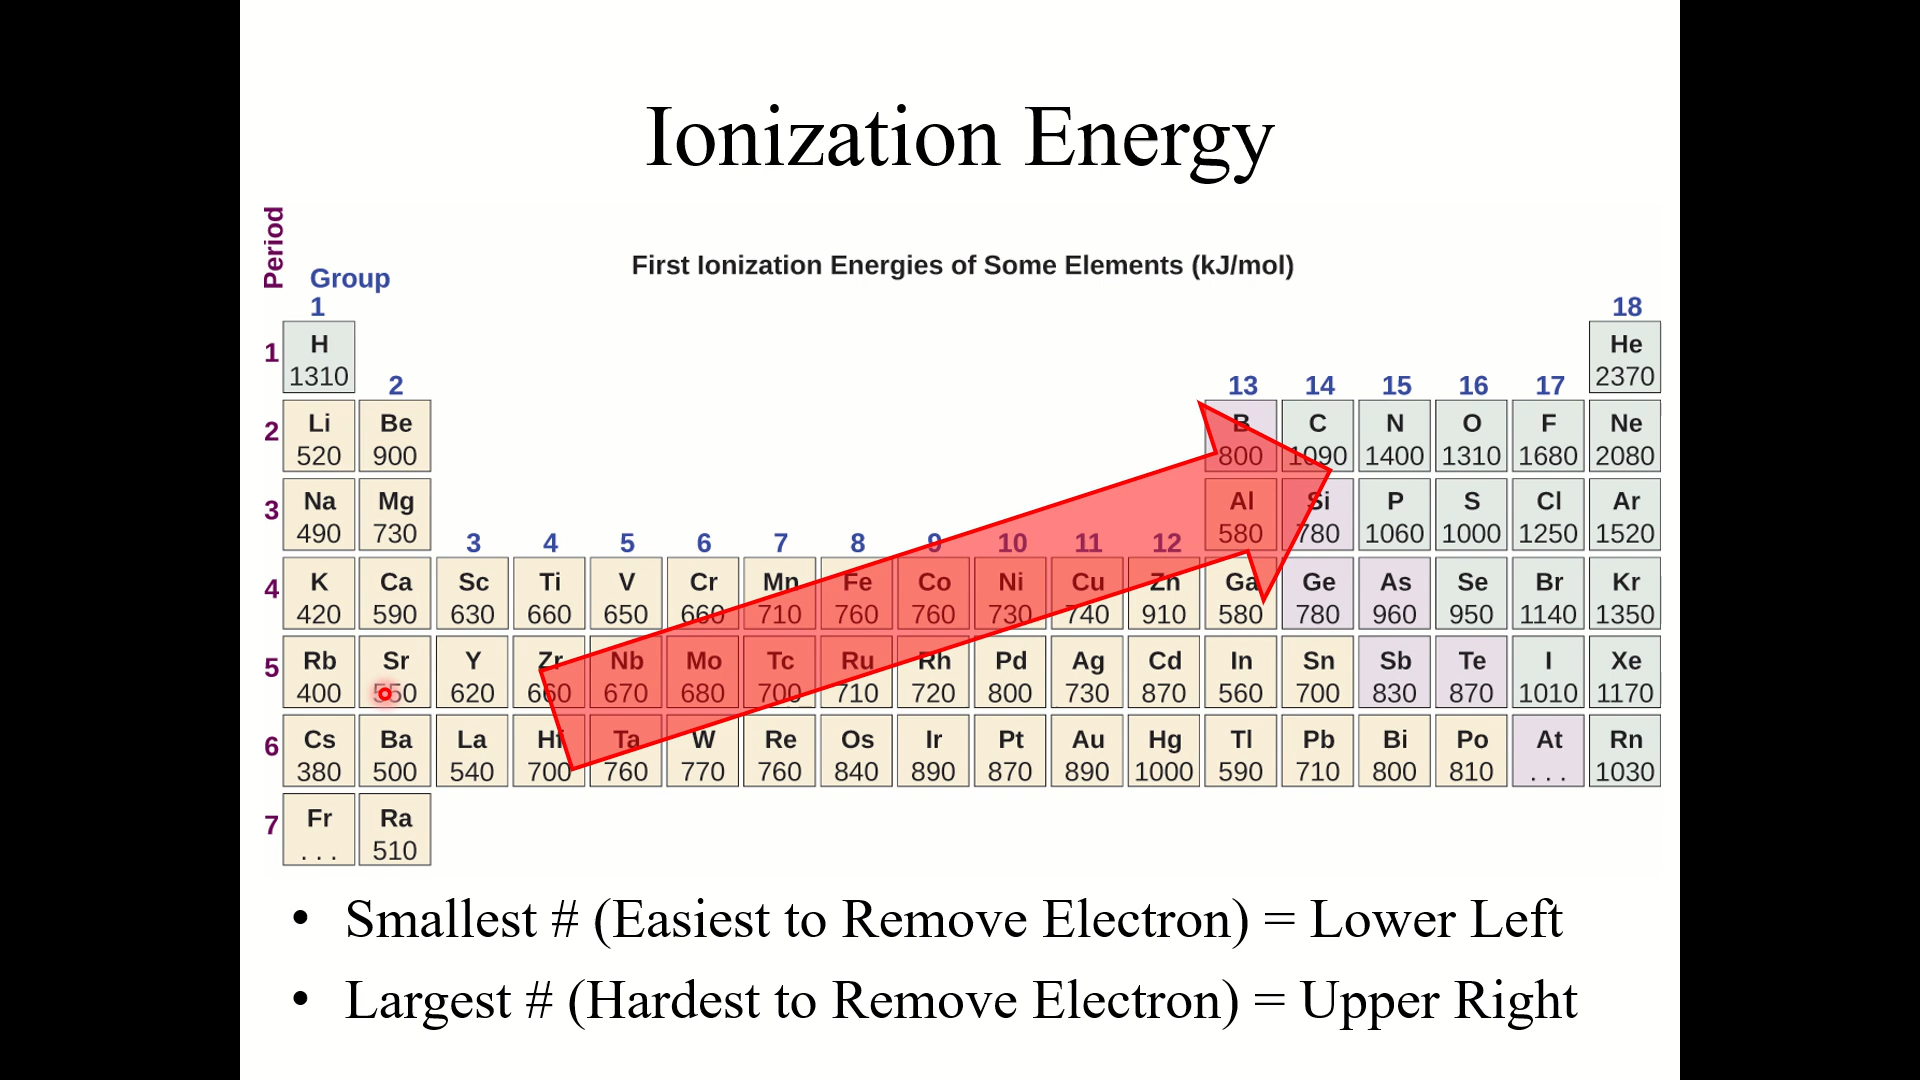 Ionization Energy
Period
Group
First Ionization Energies of Some Elements (kJ/mol)
1 18
1 H He
1310 2370
2 13 14 15 16 17
2 Li Be B C N O F Ne
520 900 800 1090 1400 1310 1680 2080
3 Na Mg Al Si P S Cl Ar
490 730 580 780 1060 1000 1250 1520
3 4 5 6 7 8 9 10 11 12
4 K Ca Sc Ti V Cr Mn Fe Co Ni Cu Zn Ga Ge As Se Br Kr
420 590 630 660 650 660 710 760 760 730 740 910 580 780 960 950 1140 1350
5 Rb Sr Y Zr Nb Mo Tc Ru Rh Pd Ag Cd In Sn Sb Te I Xe
400 550 620 660 670 680 700 710 720 800 730 870 560 700 830 870 1010 1170
6 Cs Ba La Hf Ta W Re Os Ir Pt Au Hg Tl Pb Bi Po At Rn
380 500 540 700 760 770 760 840 890 870 890 1000 590 710 800 810 . . . 1030
7 Fr Ra
. . . 510
• Smallest # (Easiest to Remove Electron) = Lower Left
• Largest # (Hardest to Remove Electron) = Upper Right